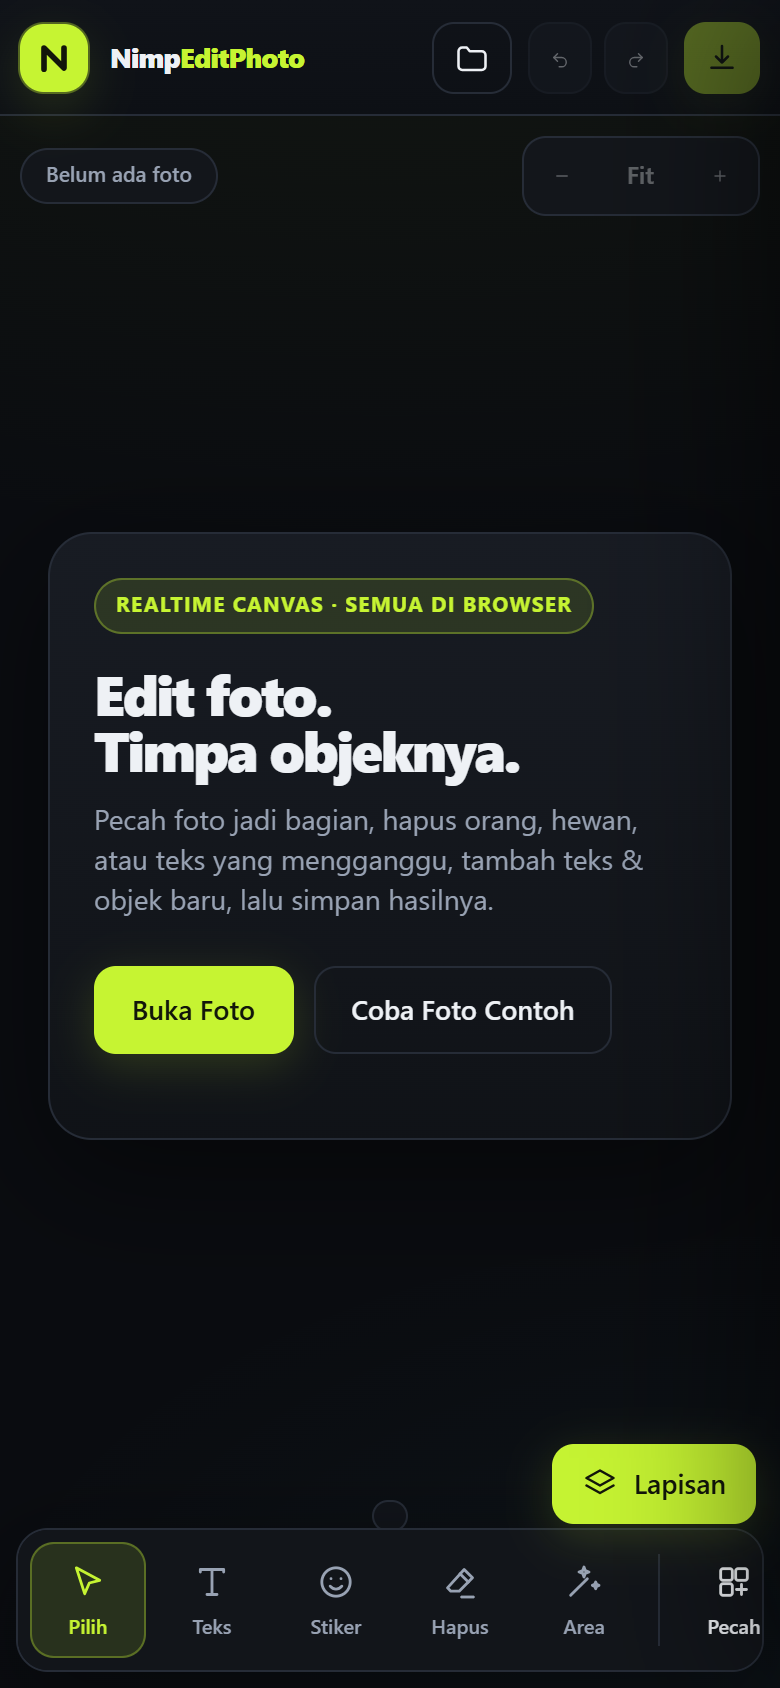 N NimpEditPhoto
Belum ada foto
− Fit +
REALTIME CANVAS · SEMUA DI BROWSER
Edit foto.
Timpa objeknya.
Pecah foto jadi bagian, hapus orang, hewan,
atau teks yang mengganggu, tambah teks &
objek baru, lalu simpan hasilnya.
Buka Foto
Coba Foto Contoh
Lapisan
Pilih
Teks
Stiker
Hapus
Area
Pecah